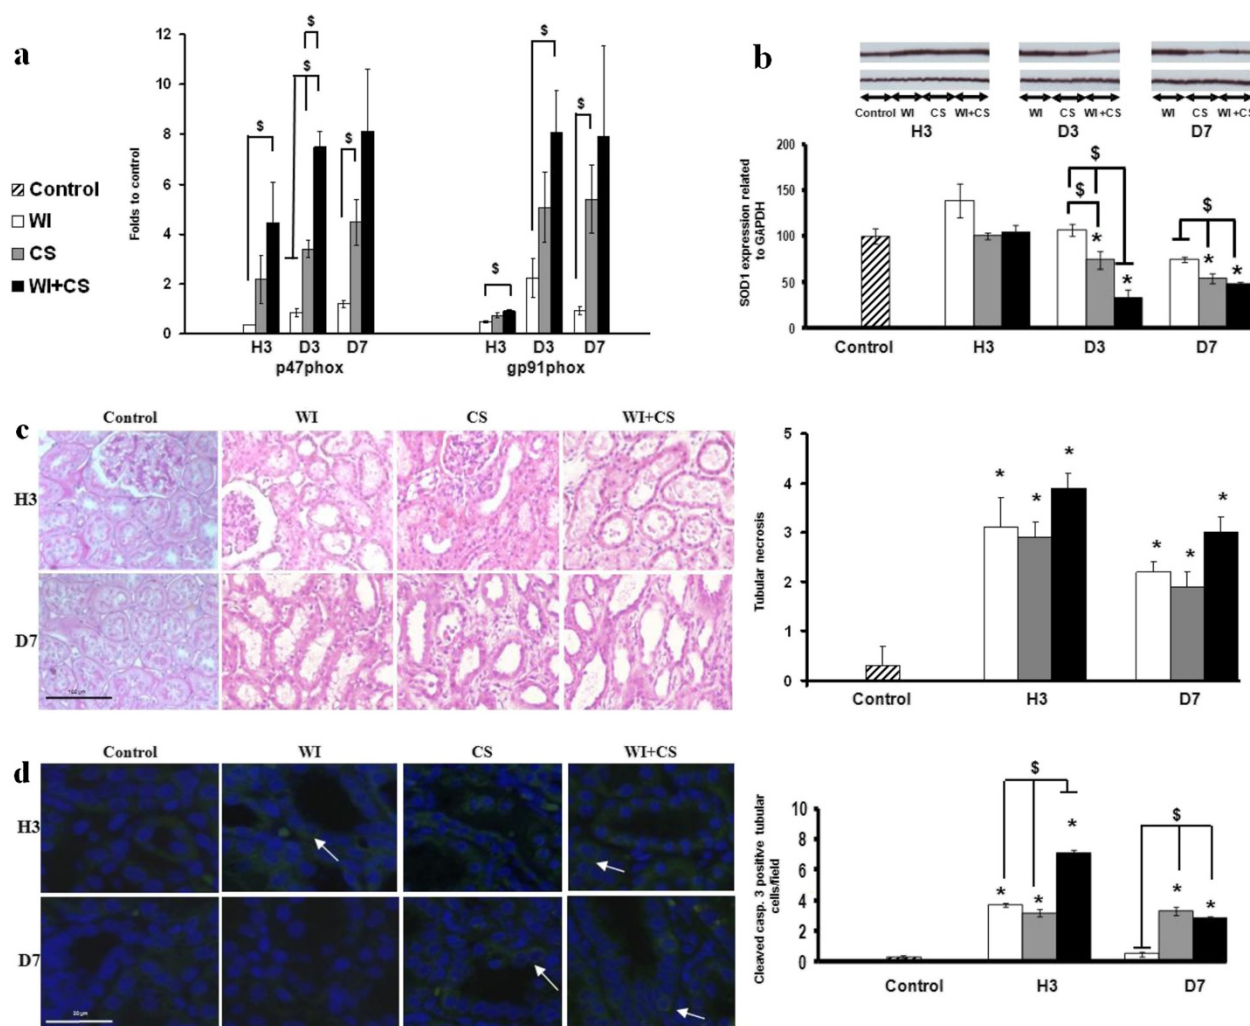 a
Folds to control
12
10
8
6
4
2
0
$
$
$
$
$
$
$
Control
WI
CS
WI+CS
H3 D3 D7
p47phox
H3 D3 D7
gp91phox
b
Control WI CS WI+CS
H3
WI CS WI+CS
D3
WI CS WI+CS
D7
SOD1 expression related
to GAPDH
200
150
100
50
0
$
$
$
* *
* *
Control H3 D3 D7
c
Control WI CS WI+CS
H3
D7
Tubular necrosis
5
4
3
2
1
0
* * *
* * *
Control H3 D7
d
Control WI CS WI+CS
H3
D7
Cleaved casp. 3 positive tubular
cells/field
10
8
6
4
2
0
$
$
* * *
* *
Control H3 D7